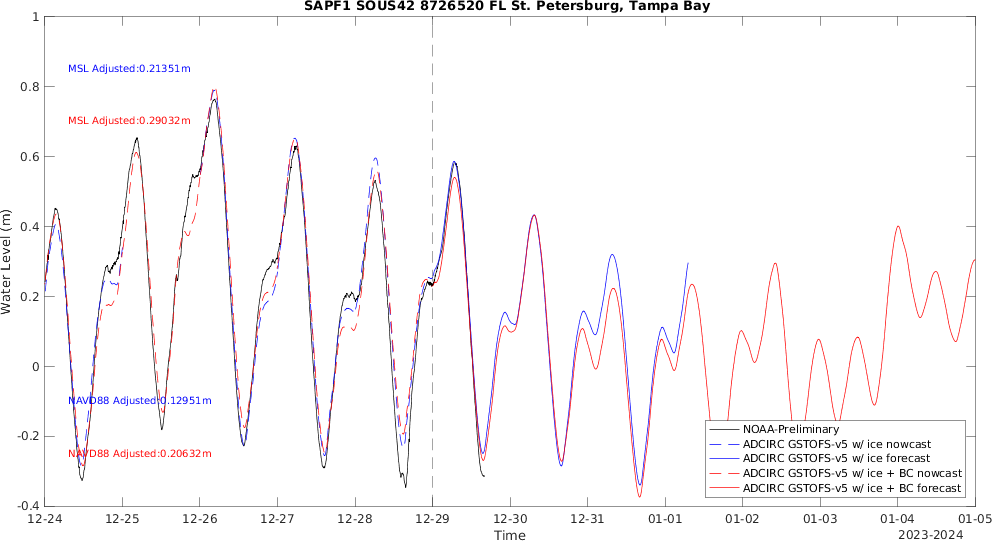 SAPF1 SOUS42 8726520 FL St. Petersburg, Tampa Bay
1
0.8
0.6
0.4
0.2
0
-0.2
-0.4
Water Level (m)
MSL Adjusted:0.21351m
MSL Adjusted:0.29032m
NAVD88 Adjusted:0.12951m
NAVD88 Adjusted:0.20632m
NOAA-Preliminary
ADCIRC GSTOFS-v5 w/ ice nowcast
ADCIRC GSTOFS-v5 w/ ice forecast
ADCIRC GSTOFS-v5 w/ ice + BC nowcast
ADCIRC GSTOFS-v5 w/ ice + BC forecast
12-24 12-25 12-26 12-27 12-28 12-29 12-30 12-31 01-01 01-02 01-03 01-04 01-05
Time
2023-2024